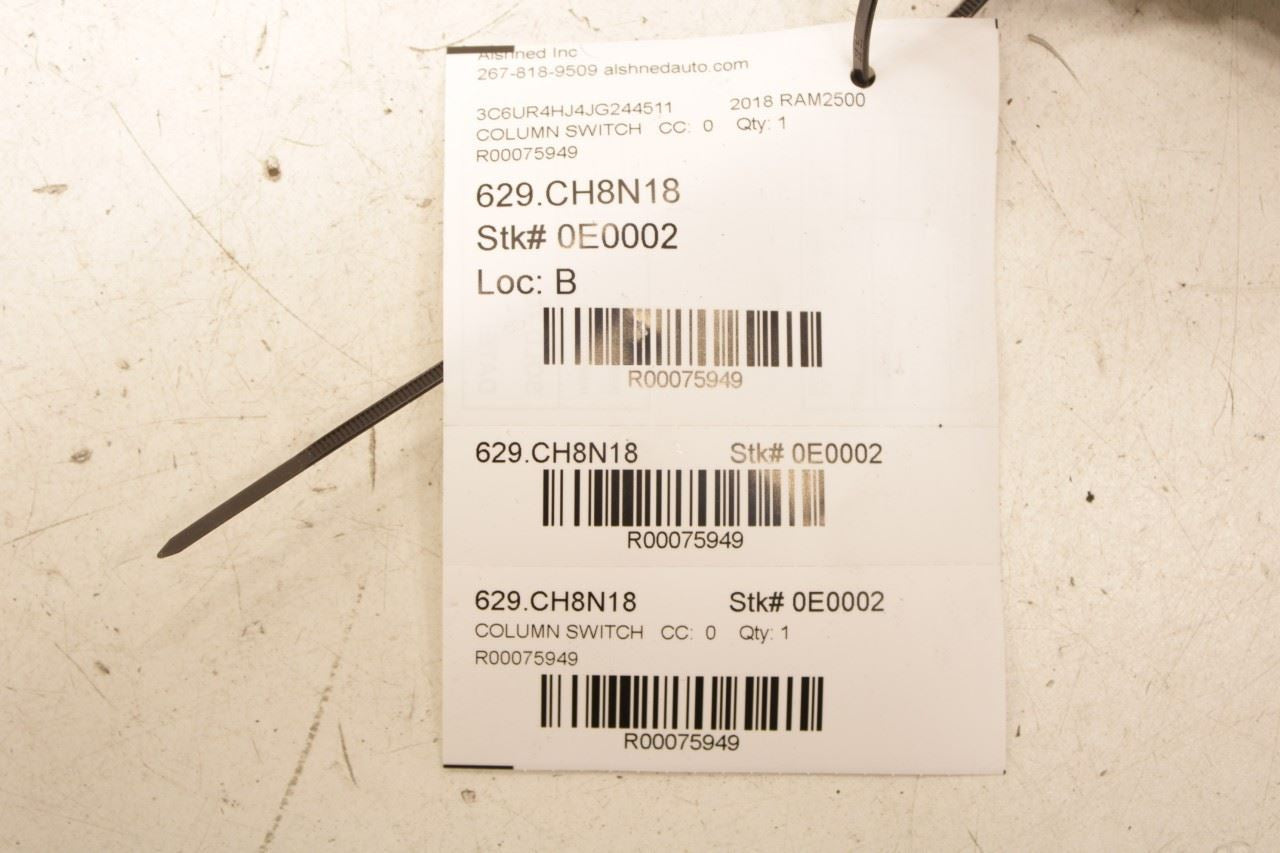 Aishned Inc
267-818-9509 aishnedauto.com
3C6UR4HJ4JG244511 2018 RAM2500
COLUMN SWITCH CC: 0 Qty: 1
R00075949
629.CH8N18
Stk# 0E0002
Loc: B
R00075949
629.CH8N18 Stk# 0E0002
R00075949
629.CH8N18 Stk# 0E0002
COLUMN SWITCH CC: 0 Qty: 1
R00075949
R00075949